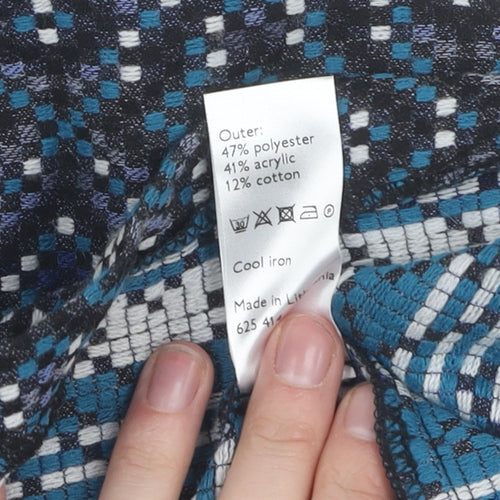 Outer:
47% polyester
41% acrylic
12% cotton
Cool iron
Made in
625